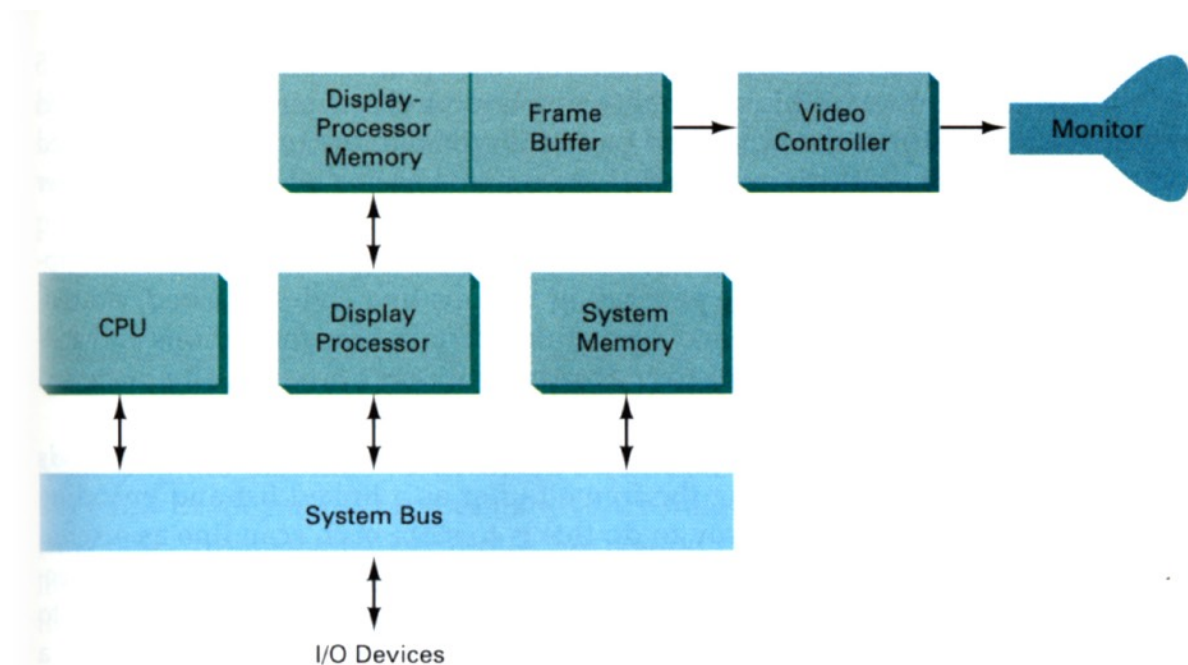 Display-
Processor
Memory
Frame
Buffer
Video
Controller
Monitor
CPU
Display
Processor
System
Memory
System Bus
I/O Devices